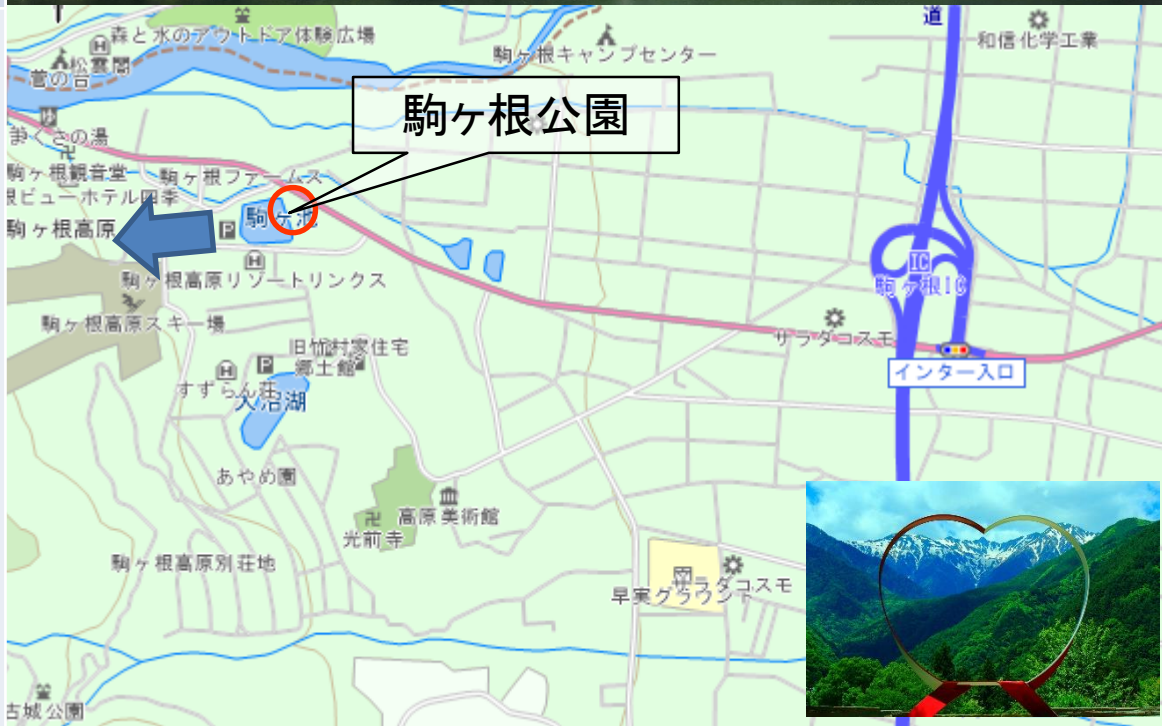 道
森と水のアウトドア体験広場
和信化学工業
駒ヶ根キャンプセンター
松雲閣
菅の台
駒ヶ根公園
まくさの湯
駒ヶ根観音堂
駒ヶ根ファームス
根ビューホテル四季
駒ヶ池
P
駒ヶ根高原
H
IC
駒ヶ根高原リゾートリンクス
駒ヶ根IC
駒ヶ根高原スキー場
サラダコスモ
旧竹村家住宅
郷土館
P
H
インター入口
すずらん荘
大沼湖
あやめ園
高原美術館
光前寺
駒ヶ根高原別荘地
サラダコスモ
早実グラウンド
古城公園